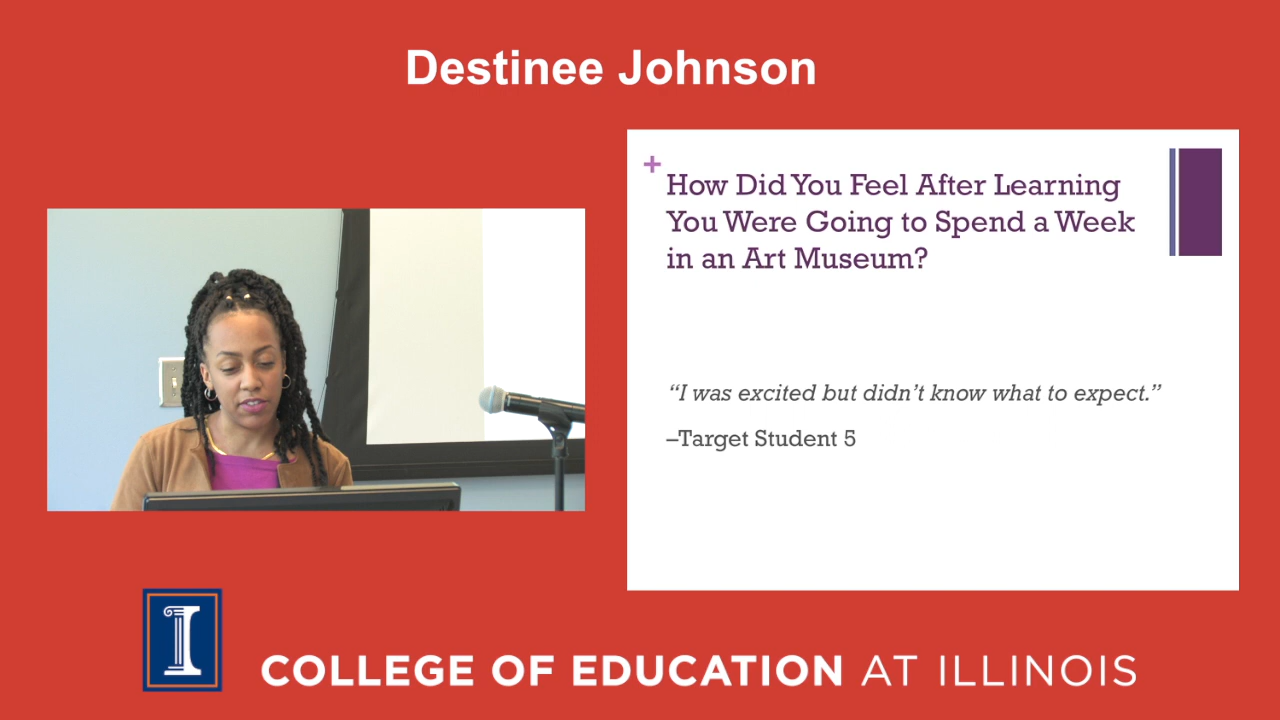 Destinee Johnson
+
How Did You Feel After Learning
You Were Going to Spend a Week
in an Art Museum?
“I was excited but didn’t know what to expect.”
–Target Student 5
I
COLLEGE OF EDUCATION AT ILLINOIS